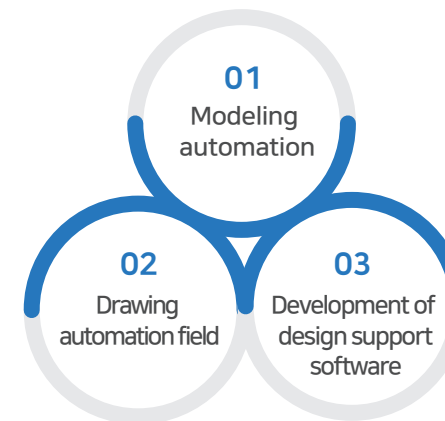 01
Modeling
automation
02
Drawing
automation field
03
Development of
design support
software